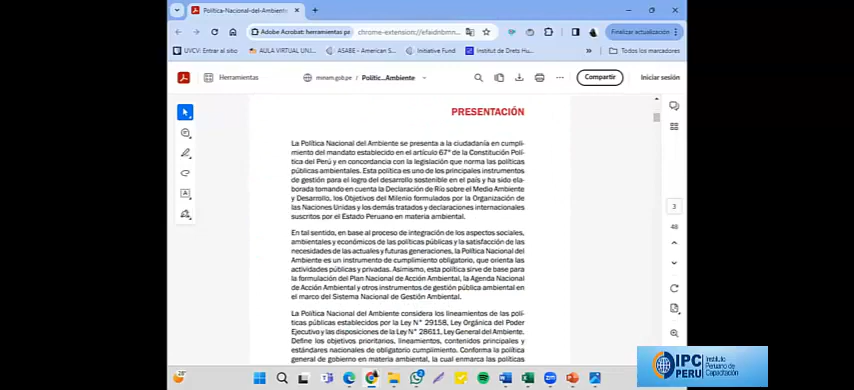 Política-Nacional-del-Ambiente
Adobe Acrobat: herramientas pa
chrome-extension://efaidnbmn...
Finalizar actualización
UVCV: Entrar al sitio
AULA VIRTUAL UN
ASABE - American S...
Initiative Fund
Institut de Drets Hu...
Todos los marcadores
Herramientas
minem.gob.pe / Polític...Ambiente
Compartir
Iniciar sesión
PRESENTACIÓN
La Política Nacional del Ambiente se presenta a la ciudadanía en cumpli-
miento del mandato establecido en el artículo 67° de la Constitución Polí-
tica del Perú y en concordancia con la legislación que norma las políticas
públicas ambientales. Esta política es uno de los principales instrumentos
de gestión para el logro del desarrollo sostenible en el país y ha sido ela-
borada tomando en cuenta la Declaración de Río sobre el Medio Ambiente
y Desarrollo, los Objetivos del Milenio formulados por la Organización de
las Naciones Unidas y los demás tratados y declaraciones internacionales
suscritos por el Estado Peruano en materia ambiental.
En tal sentido, en base al proceso de integración de los aspectos sociales,
ambientales y económicos de las políticas públicas y la satisfacción de las
necesidades de las actuales y futuras generaciones, la Política Nacional del
Ambiente es un instrumento de cumplimiento obligatorio, que orienta las
actividades públicas y privadas. Asimismo, esta política sirve de base para
la formulación del Plan Nacional de Acción Ambiental, la Agenda Nacional
de Acción Ambiental y otros instrumentos de gestión pública ambiental en
el marco del Sistema Nacional de Gestión Ambiental.
La Política Nacional del Ambiente considera los lineamientos de las polí-
ticas públicas establecidos por la Ley N° 29158, Ley Orgánica del Poder
Ejecutivo y las disposiciones de la Ley N° 28611, Ley General del Ambiente.
Define los objetivos prioritarios, lineamientos, contenidos principales y
estándares nacionales de obligatorio cumplimiento. Conforma la política
general de gobierno en materia ambiental, la cual enmarca las políticas
3
48
28°
IPC
PERÚ
Instituto
Peruano de
Capacitación